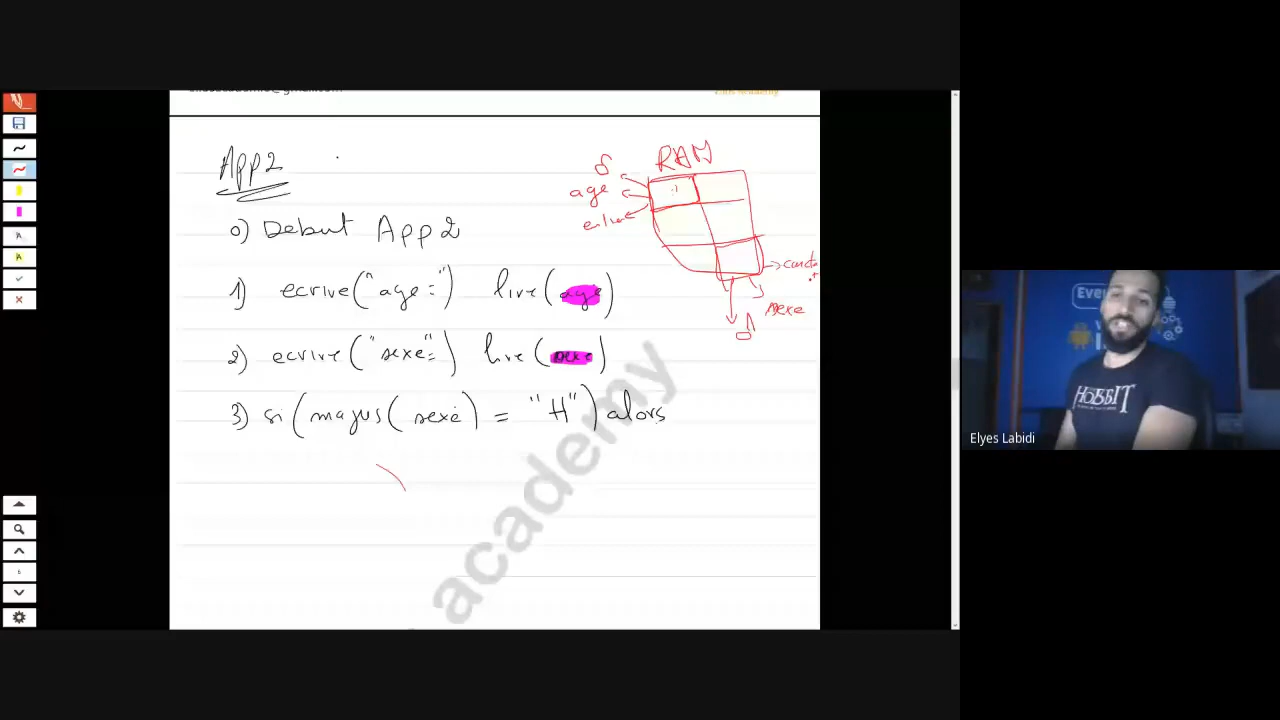 App2
0) Debut App2
1) ecrire("age=") lire(age)
2) ecrire("sexe=") lire(sexe)
3) si (majus(sexe) = "H") alors
RAM
age
sexe
academy
Elyes Labidi
HOBBIT